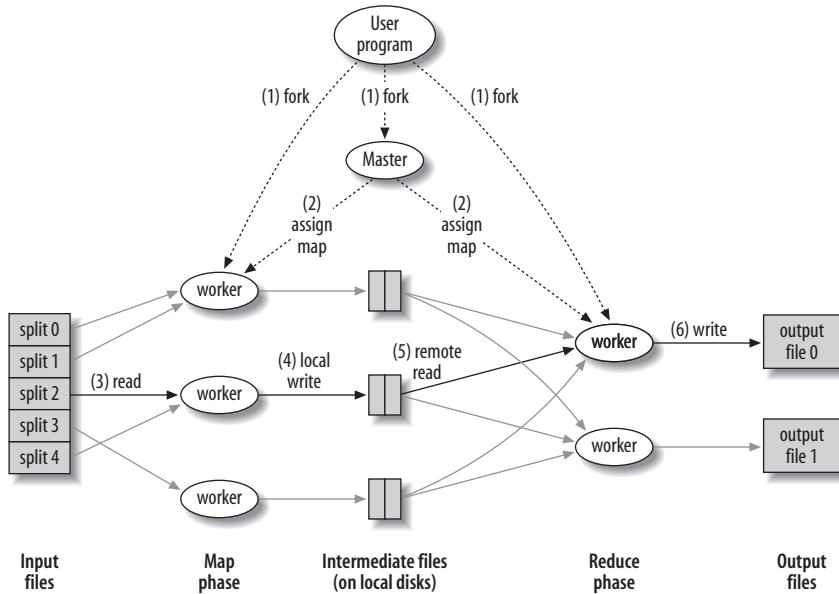 User
program
(1) fork
(1) fork
(1) fork
Master
(2)
assign
map
(2)
assign
map
worker
split 0
split 1
split 2
split 3
split 4
(3) read
worker
(4) local
write
(5) remote
read
worker
(6) write
output
file 0
worker
output
file 1
worker
Input
files
Map
phase
Intermediate files
(on local disks)
Reduce
phase
Output
files